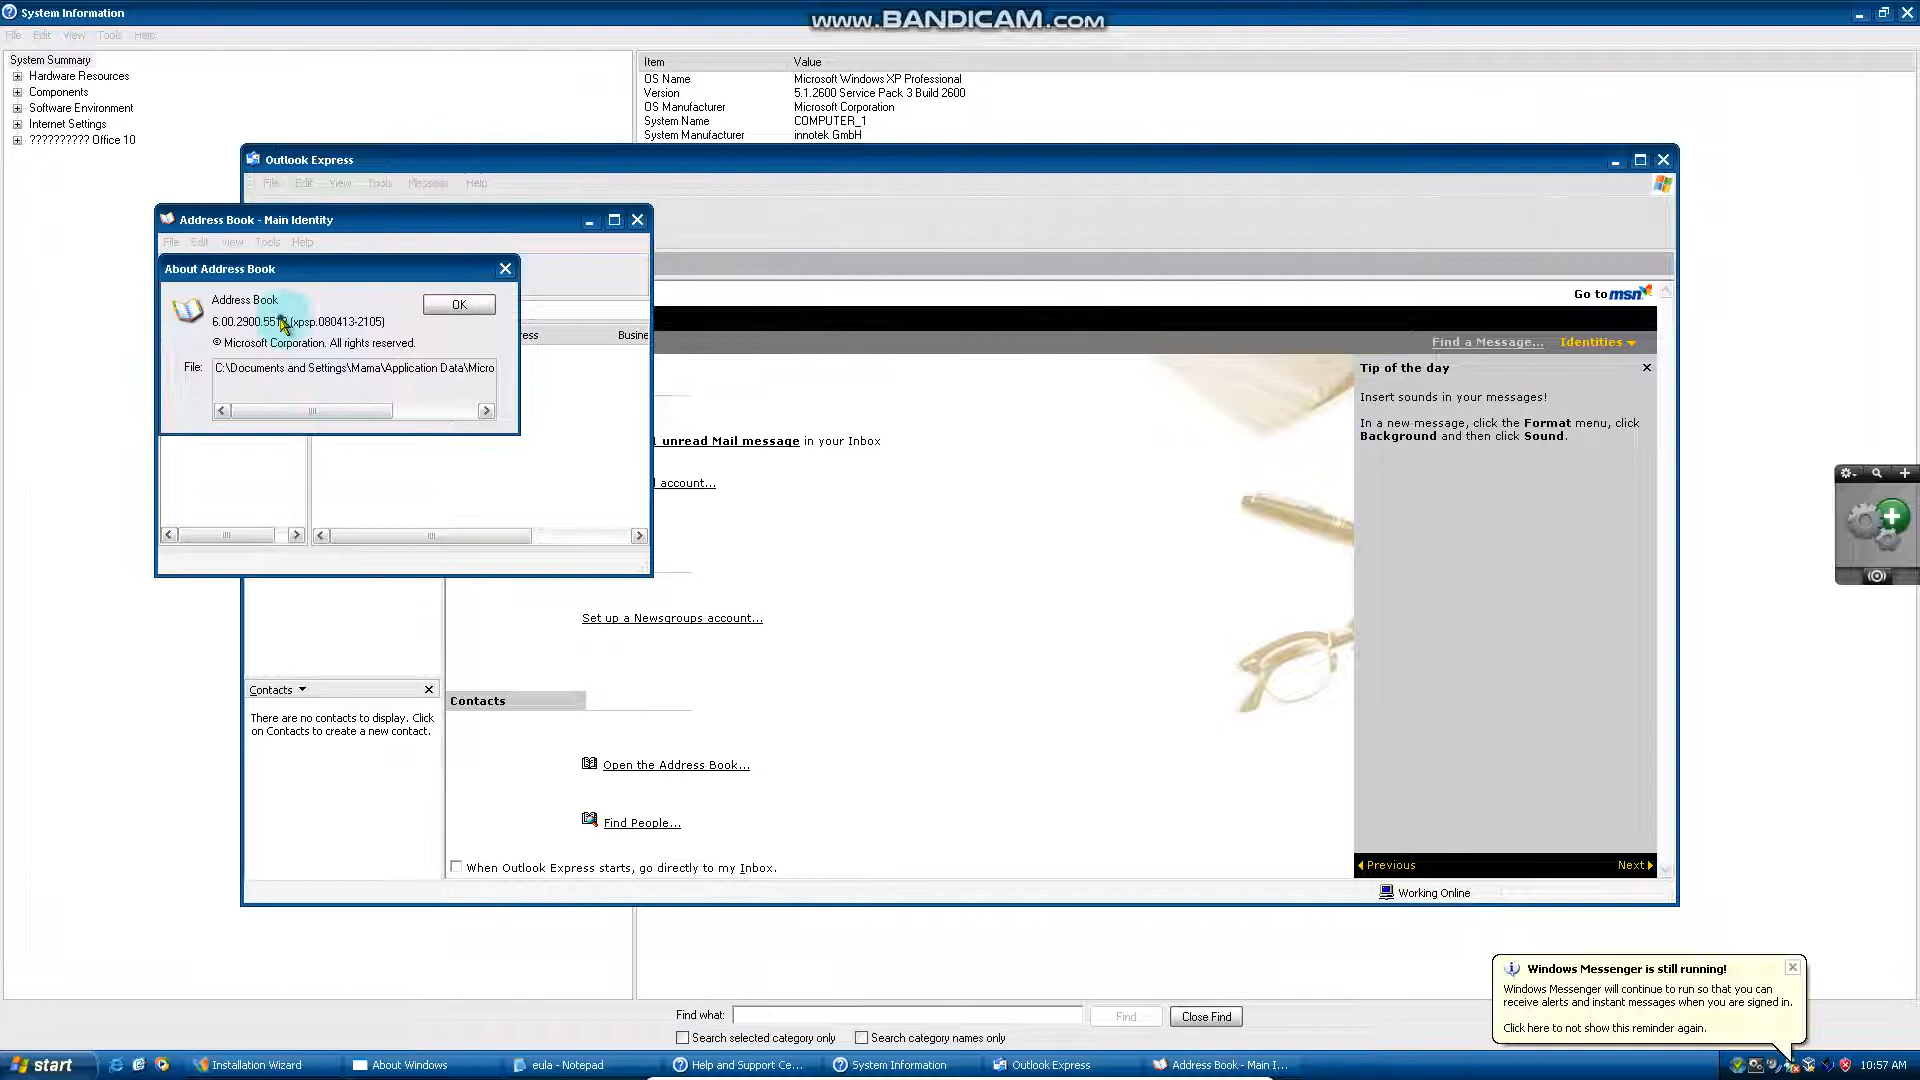 System Information
www.BANDICAM.com
File Edit View Tools Help
System Summary
Hardware Resources
Components
Software Environment
Internet Settings
?????????? Office 10
Item Value
OS Name Microsoft Windows XP Professional
Version 5.1.2600 Service Pack 3 Build 2600
OS Manufacturer Microsoft Corporation
System Name COMPUTER_1
System Manufacturer innotek GmbH
Outlook Express
File Edit View Tools Message Help
Address Book - Main Identity
File Edit View Tools Help
About Address Book
Address Book
OK
(xpsp.080413-2105)
© Microsoft Corporation. All rights reserved.
File: C:\Documents and Settings\Mama\Application Data\Micro
ress Busine
Go to msn
Find a Message... Identities
Tip of the day
Insert sounds in your messages!
In a new message, click the Format menu, click
Background and then click Sound.
1 unread Mail message in your Inbox
account...
Set up a Newsgroups account...
Contacts
There are no contacts to display. Click
on Contacts to create a new contact.
Contacts
Open the Address Book...
Find People...
When Outlook Express starts, go directly to my Inbox.
Previous Next
Working Online
Windows Messenger is still running!
Windows Messenger will continue to run so that you can
receive alerts and instant messages when you are signed in.
Click here to not show this reminder again.
Find what: Find Close Find
Search selected category only Search category names only
start Installation Wizard About Windows eula - Notepad Help and Support Ce... System Information Outlook Express Address Book - Main I... 10:57 AM